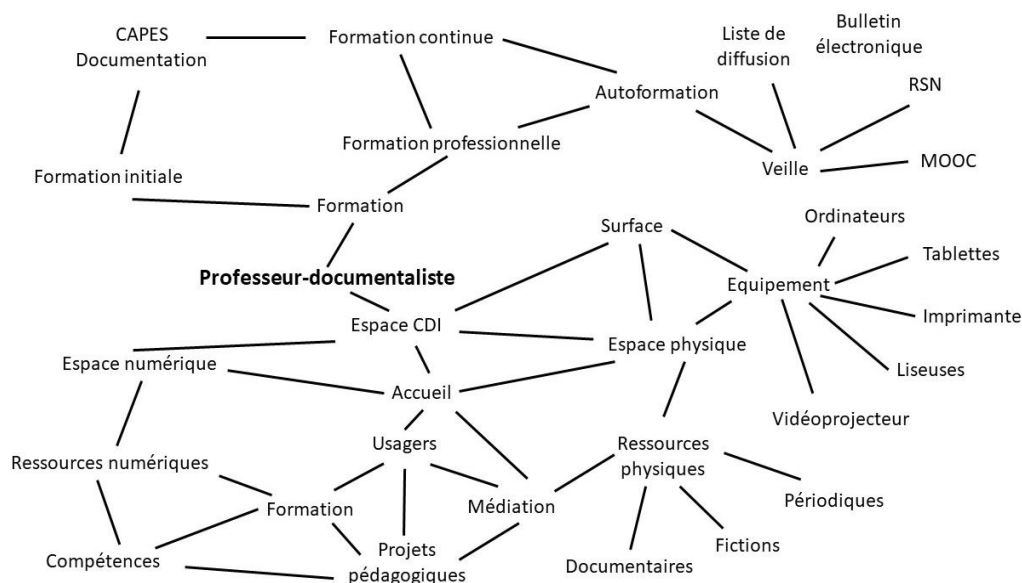 CAPES
Documentation
Formation continue
Liste de
diffusion
Bulletin
électronique
Autoformation
RSN
Formation professionnelle
Veille
MOOC
Formation initiale
Formation
Surface
Ordinateurs
Tablettes
Professeur-documentaliste
Equipement
Espace CDI
Imprimante
Espace numérique
Espace physique
Liseuses
Accueil
Vidéoprojecteur
Usagers
Ressources
physiques
Ressources numériques
Périodiques
Formation
Médiation
Fictions
Compétences
Projets
pédagogiques
Documentaires